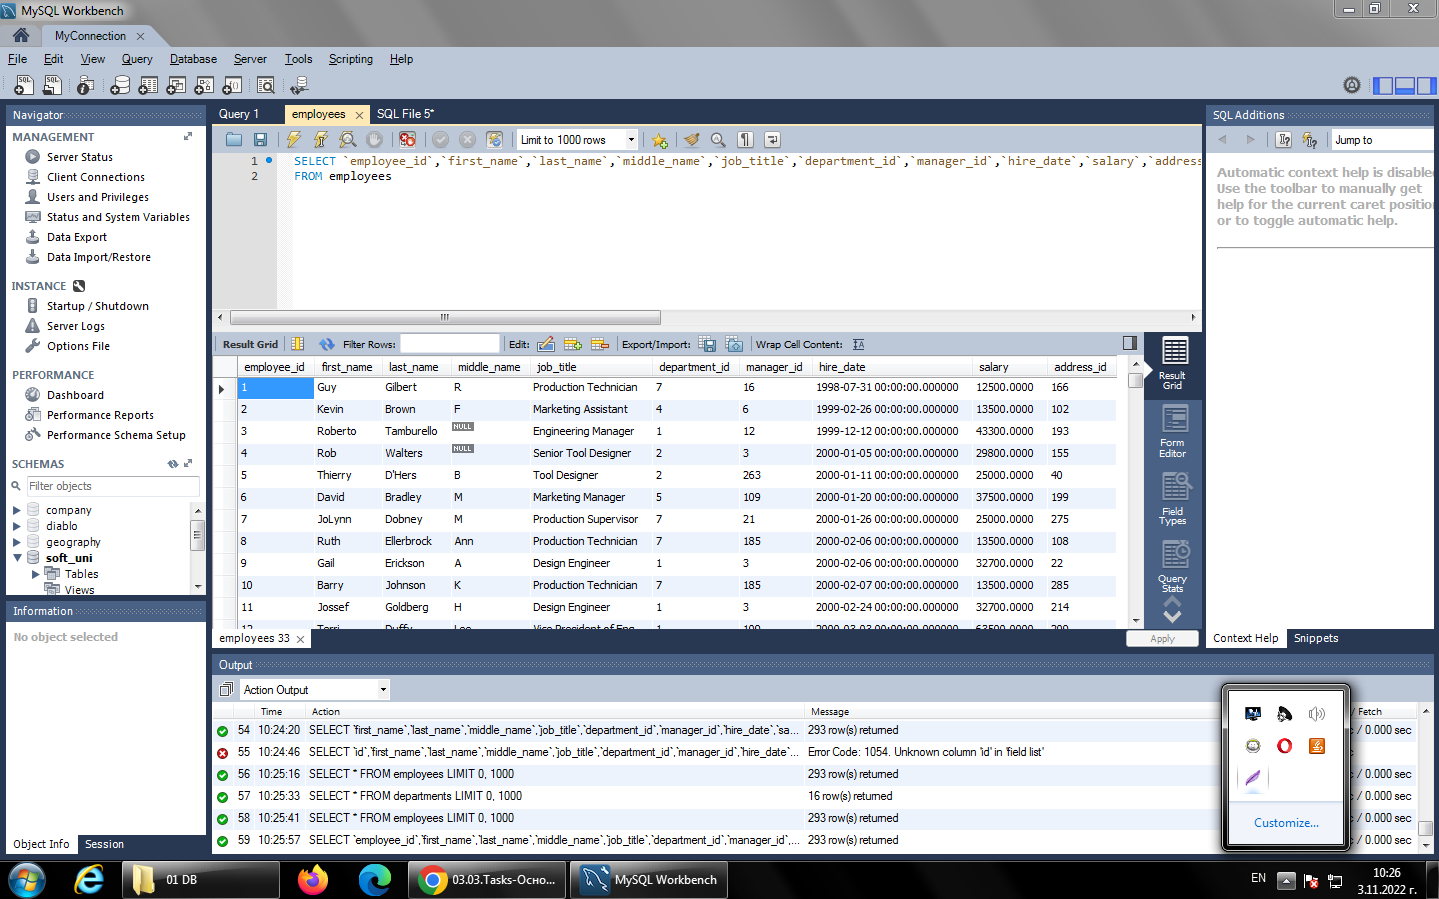 MySQL Workbench
MyConnection
File Edit View Query Database Server Tools Scripting Help
Navigator
MANAGEMENT
Server Status
Client Connections
Users and Privileges
Status and System Variables
Data Export
Data Import/Restore
INSTANCE
Startup / Shutdown
Server Logs
Options File
PERFORMANCE
Dashboard
Performance Reports
Performance Schema Setup
SCHEMAS
Filter objects
company
diablo
geography
soft_uni
Tables
Views
Information
No object selected
Object Info Session
Query 1 employees SQL File 5*
Limit to 1000 rows
1 SELECT `employee_id`,`first_name`,`last_name`,`middle_name`,`job_title`,`department_id`,`manager_id`,`hire_date`,`salary`,`address
2 FROM employees
Result Grid Filter Rows: Edit: Export/Import: Wrap Cell Content:
employee_id first_name last_name middle_name job_title department_id manager_id hire_date salary address_id
1 Guy Gilbert R Production Technician 7 16 1998-07-31 00:00:00.000000 12500.0000 166
2 Kevin Brown F Marketing Assistant 4 6 1999-02-26 00:00:00.000000 13500.0000 102
3 Roberto Tamburello NULL Engineering Manager 1 12 1999-12-12 00:00:00.000000 43300.0000 193
4 Rob Walters NULL Senior Tool Designer 2 3 2000-01-05 00:00:00.000000 29800.0000 155
5 Thierry D'Hers B Tool Designer 2 263 2000-01-11 00:00:00.000000 25000.0000 40
6 David Bradley M Marketing Manager 5 109 2000-01-20 00:00:00.000000 37500.0000 199
7 JoLynn Dobney M Production Supervisor 7 21 2000-01-26 00:00:00.000000 25000.0000 275
8 Ruth Ellerbrock Ann Production Technician 7 185 2000-02-06 00:00:00.000000 13500.0000 108
9 Gail Erickson A Design Engineer 1 3 2000-02-06 00:00:00.000000 32700.0000 22
10 Barry Johnson K Production Technician 7 185 2000-02-07 00:00:00.000000 13500.0000 285
11 Jossef Goldberg H Design Engineer 1 3 2000-02-24 00:00:00.000000 32700.0000 214
Result Grid
Form Editor
Field Types
Query Stats
employees 33
Apply
SQL Additions
Jump to
Automatic context help is disable
Use the toolbar to manually get
help for the current caret position
or to toggle automatic help.
Context Help Snippets
Output
Action Output
Time Action Message / Fetch
54 10:24:20 SELECT `first_name`,`last_name`,`middle_name`,`job_title`,`department_id`,`manager_id`,`hire_date`,`sa... 293 row(s) returned / 0.000 sec
55 10:24:46 SELECT `id`,`first_name`,`last_name`,`middle_name`,`job_title`,`department_id`,`manager_id`,`hire_date`... Error Code: 1054. Unknown column 'id' in 'field list'
56 10:25:16 SELECT * FROM employees LIMIT 0, 1000 293 row(s) returned / 0.000 sec
57 10:25:33 SELECT * FROM departments LIMIT 0, 1000 16 row(s) returned / 0.000 sec
58 10:25:41 SELECT * FROM employees LIMIT 0, 1000 293 row(s) returned / 0.000 sec
59 10:25:57 SELECT `employee_id`,`first_name`,`last_name`,`middle_name`,`job_title`,`department_id`,`manager_id`,... 293 row(s) returned / 0.000 sec
Customize...
01 DB
03.03.Tasks-Осно...
MySQL Workbench
EN
10:26
3.11.2022 г.